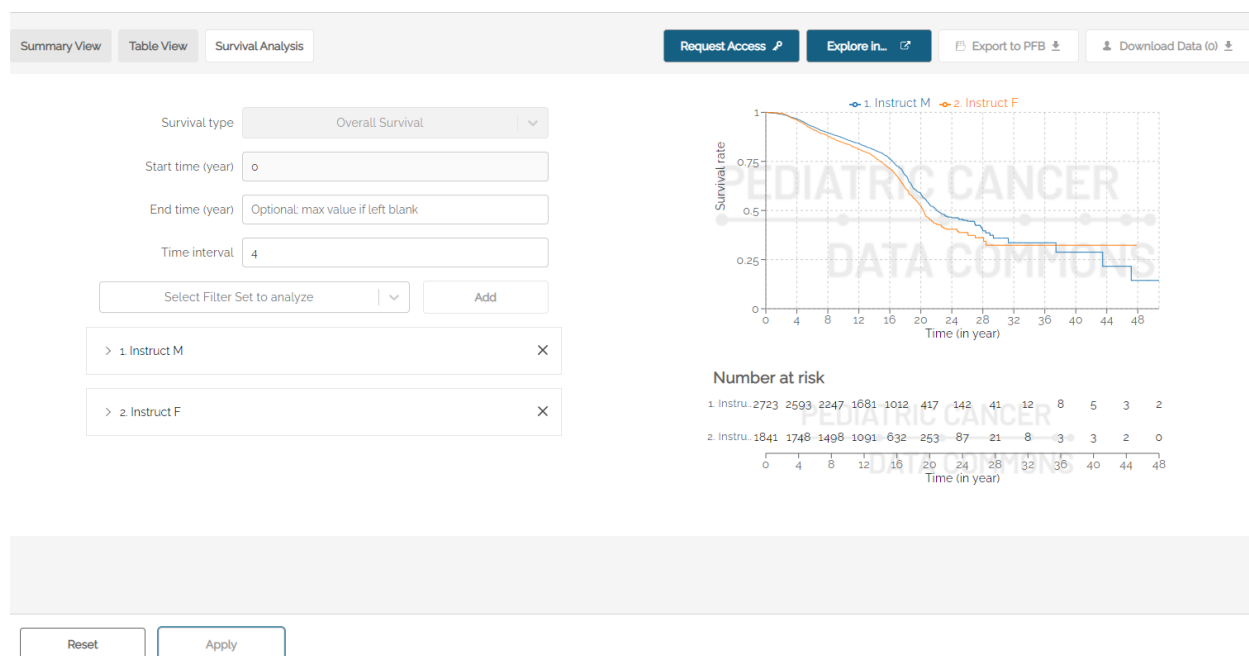 Summary View Table View Survival Analysis Request Access Explore in... Export to PFB Download Data (0)
Survival type Overall Survival
Start time (year) 0
End time (year) Optional; max value if left blank
Time interval 4
Select Filter Set to analyze Add
1. Instruct M
2. Instruct F
1. Instruct M 2. Instruct F
Survival rate
1
0.75
0.5
0.25
0
0 4 8 12 16 20 24 28 32 36 40 44 48
Time (in year)
PEDIATRIC CANCER
DATA COMMONS
Number at risk
1. Instru... 2723 2593 2247 1681 1012 417 142 41 12 8 5 3 2
2. Instru... 1841 1748 1498 1091 632 253 87 21 8 3 3 2 0
0 4 8 12 16 20 24 28 32 36 40 44 48
Time (in year)
PEDIATRIC CANCER
DATA COMMONS
Reset Apply